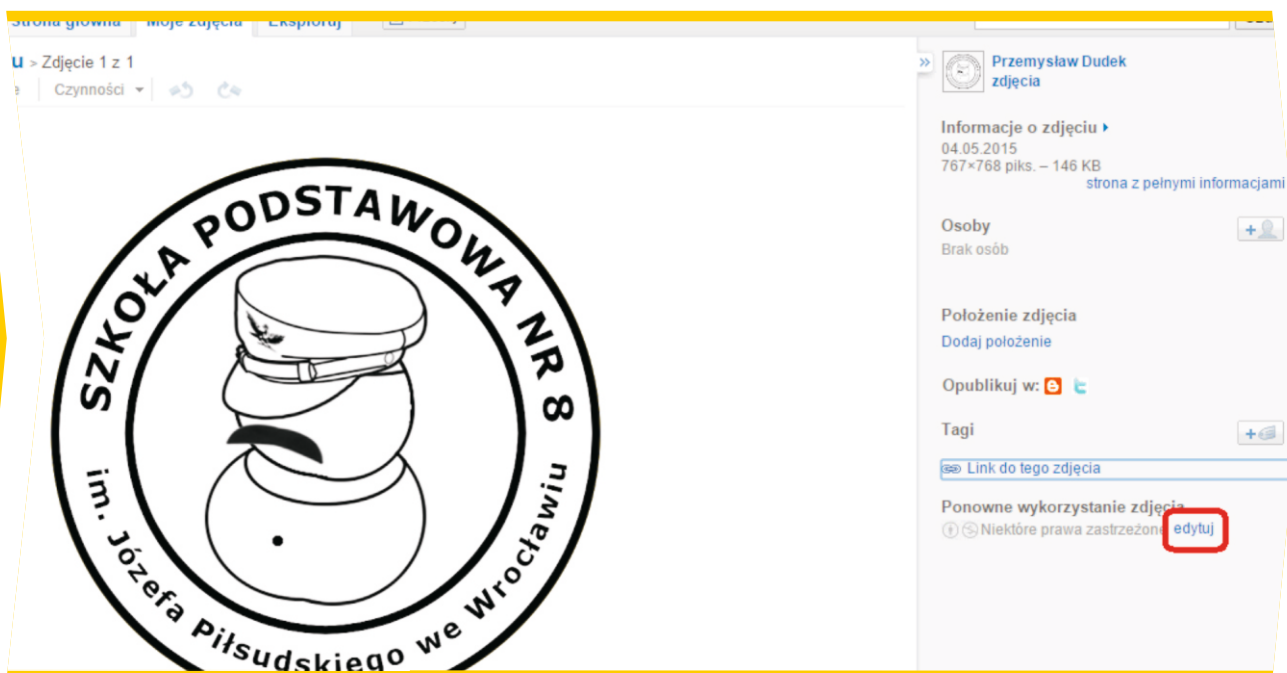 Strona główna Moje zdjęcia Eksploruj
u > Zdjęcie 1 z 1
e Czynności
SZKOŁA PODSTAWOWA NR 8
im. Józefa Piłsudskiego we Wrocławiu
Przemysław Dudek
zdjęcia
Informacje o zdjęciu
04.05.2015
767×768 piks. – 146 KB
strona z pełnymi informacjami
Osoby
Brak osób
Położenie zdjęcia
Dodaj położenie
Opublikuj w:
Tagi
Link do tego zdjęcia
Ponowne wykorzystanie zdjęcia
Niektóre prawa zastrzeżone edytuj